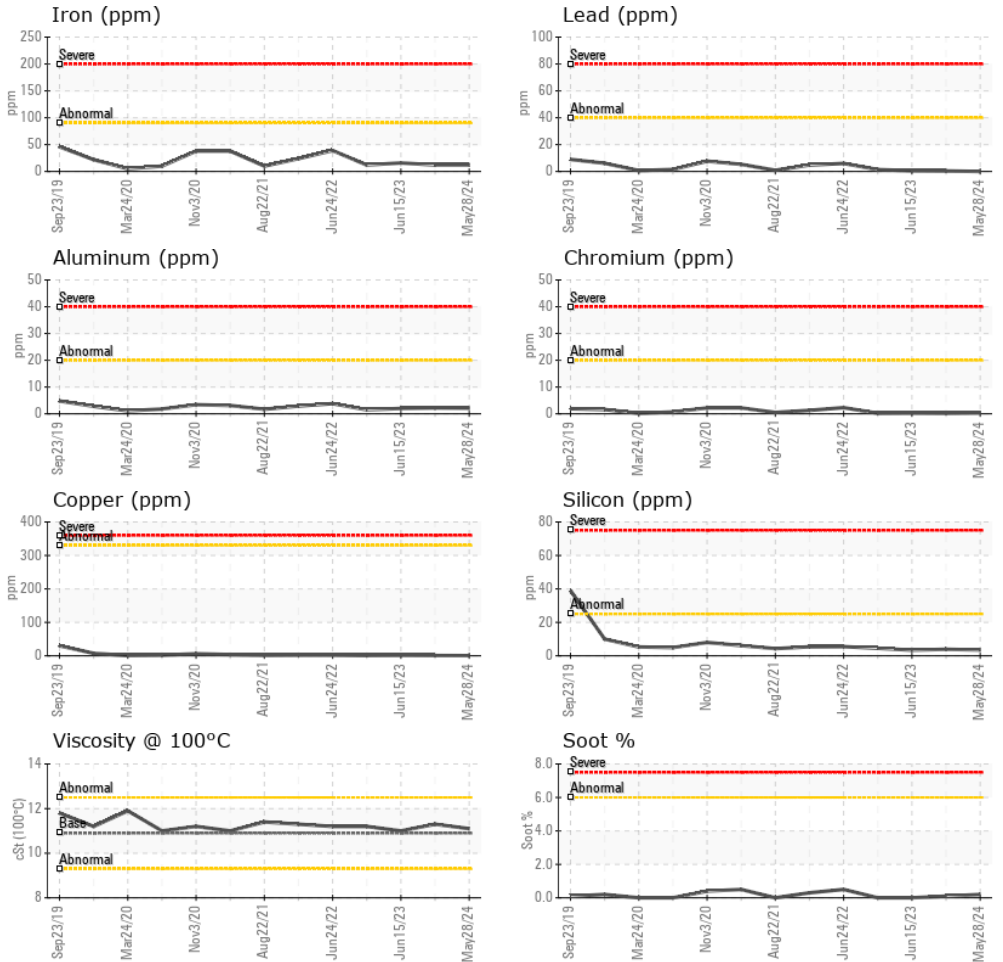 Iron (ppm)
250
200
150
100
50
0
ppm
Severe
Abnormal
Sep23/19
Mar24/20
Nov3/20
Aug22/21
Jun24/22
Jun15/23
May28/24
Lead (ppm)
100
80
60
40
20
0
ppm
Severe
Abnormal
Sep23/19
Mar24/20
Nov3/20
Aug22/21
Jun24/22
Jun15/23
May28/24
Aluminum (ppm)
50
40
30
20
10
0
ppm
Severe
Abnormal
Sep23/19
Mar24/20
Nov3/20
Aug22/21
Jun24/22
Jun15/23
May28/24
Chromium (ppm)
50
40
30
20
10
0
ppm
Severe
Abnormal
Sep23/19
Mar24/20
Nov3/20
Aug22/21
Jun24/22
Jun15/23
May28/24
Copper (ppm)
400
300
200
100
0
ppm
Severe
Abnormal
Sep23/19
Mar24/20
Nov3/20
Aug22/21
Jun24/22
Jun15/23
May28/24
Silicon (ppm)
80
60
40
20
0
ppm
Severe
Abnormal
Sep23/19
Mar24/20
Nov3/20
Aug22/21
Jun24/22
Jun15/23
May28/24
Viscosity @ 100°C
14
12
10
8
cSt (100°C)
Abnormal
Base
Abnormal
Sep23/19
Mar24/20
Nov3/20
Aug22/21
Jun24/22
Jun15/23
May28/24
Soot %
8.0
6.0
4.0
2.0
0.0
Soot %
Severe
Abnormal
Sep23/19
Mar24/20
Nov3/20
Aug22/21
Jun24/22
Jun15/23
May28/24